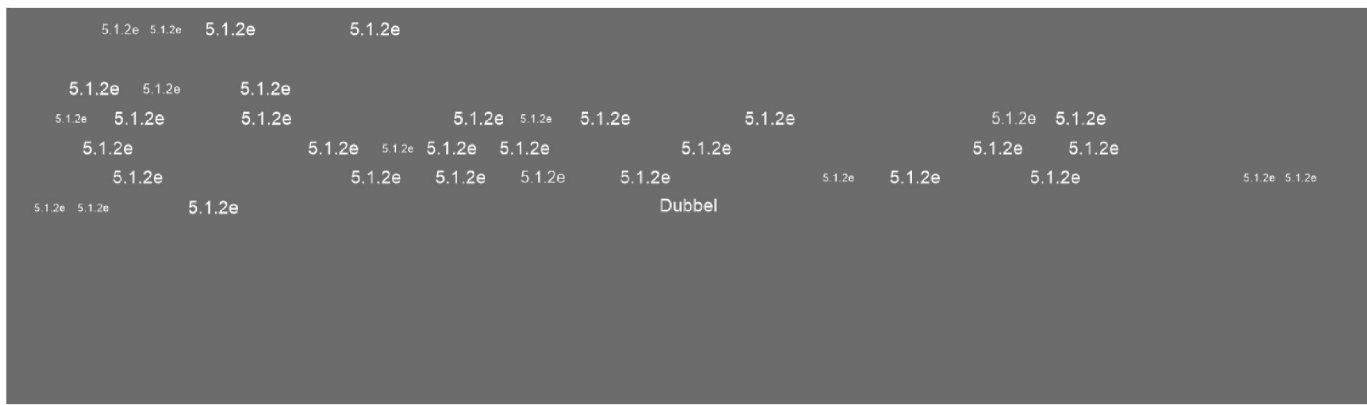 5.1.2e 5.1.2e 5.1.2e 5.1.2e
5.1.2e 5.1.2e 5.1.2e
5.1.2e 5.1.2e 5.1.2e 5.1.2e 5.1.2e 5.1.2e 5.1.2e 5.1.2e 5.1.2e
5.1.2e 5.1.2e 5.1.2e 5.1.2e 5.1.2e 5.1.2e 5.1.2e 5.1.2e
5.1.2e 5.1.2e 5.1.2e 5.1.2e 5.1.2e 5.1.2e 5.1.2e 5.1.2e 5.1.2e 5.1.2e
5.1.2e 5.1.2e 5.1.2e Dubbel